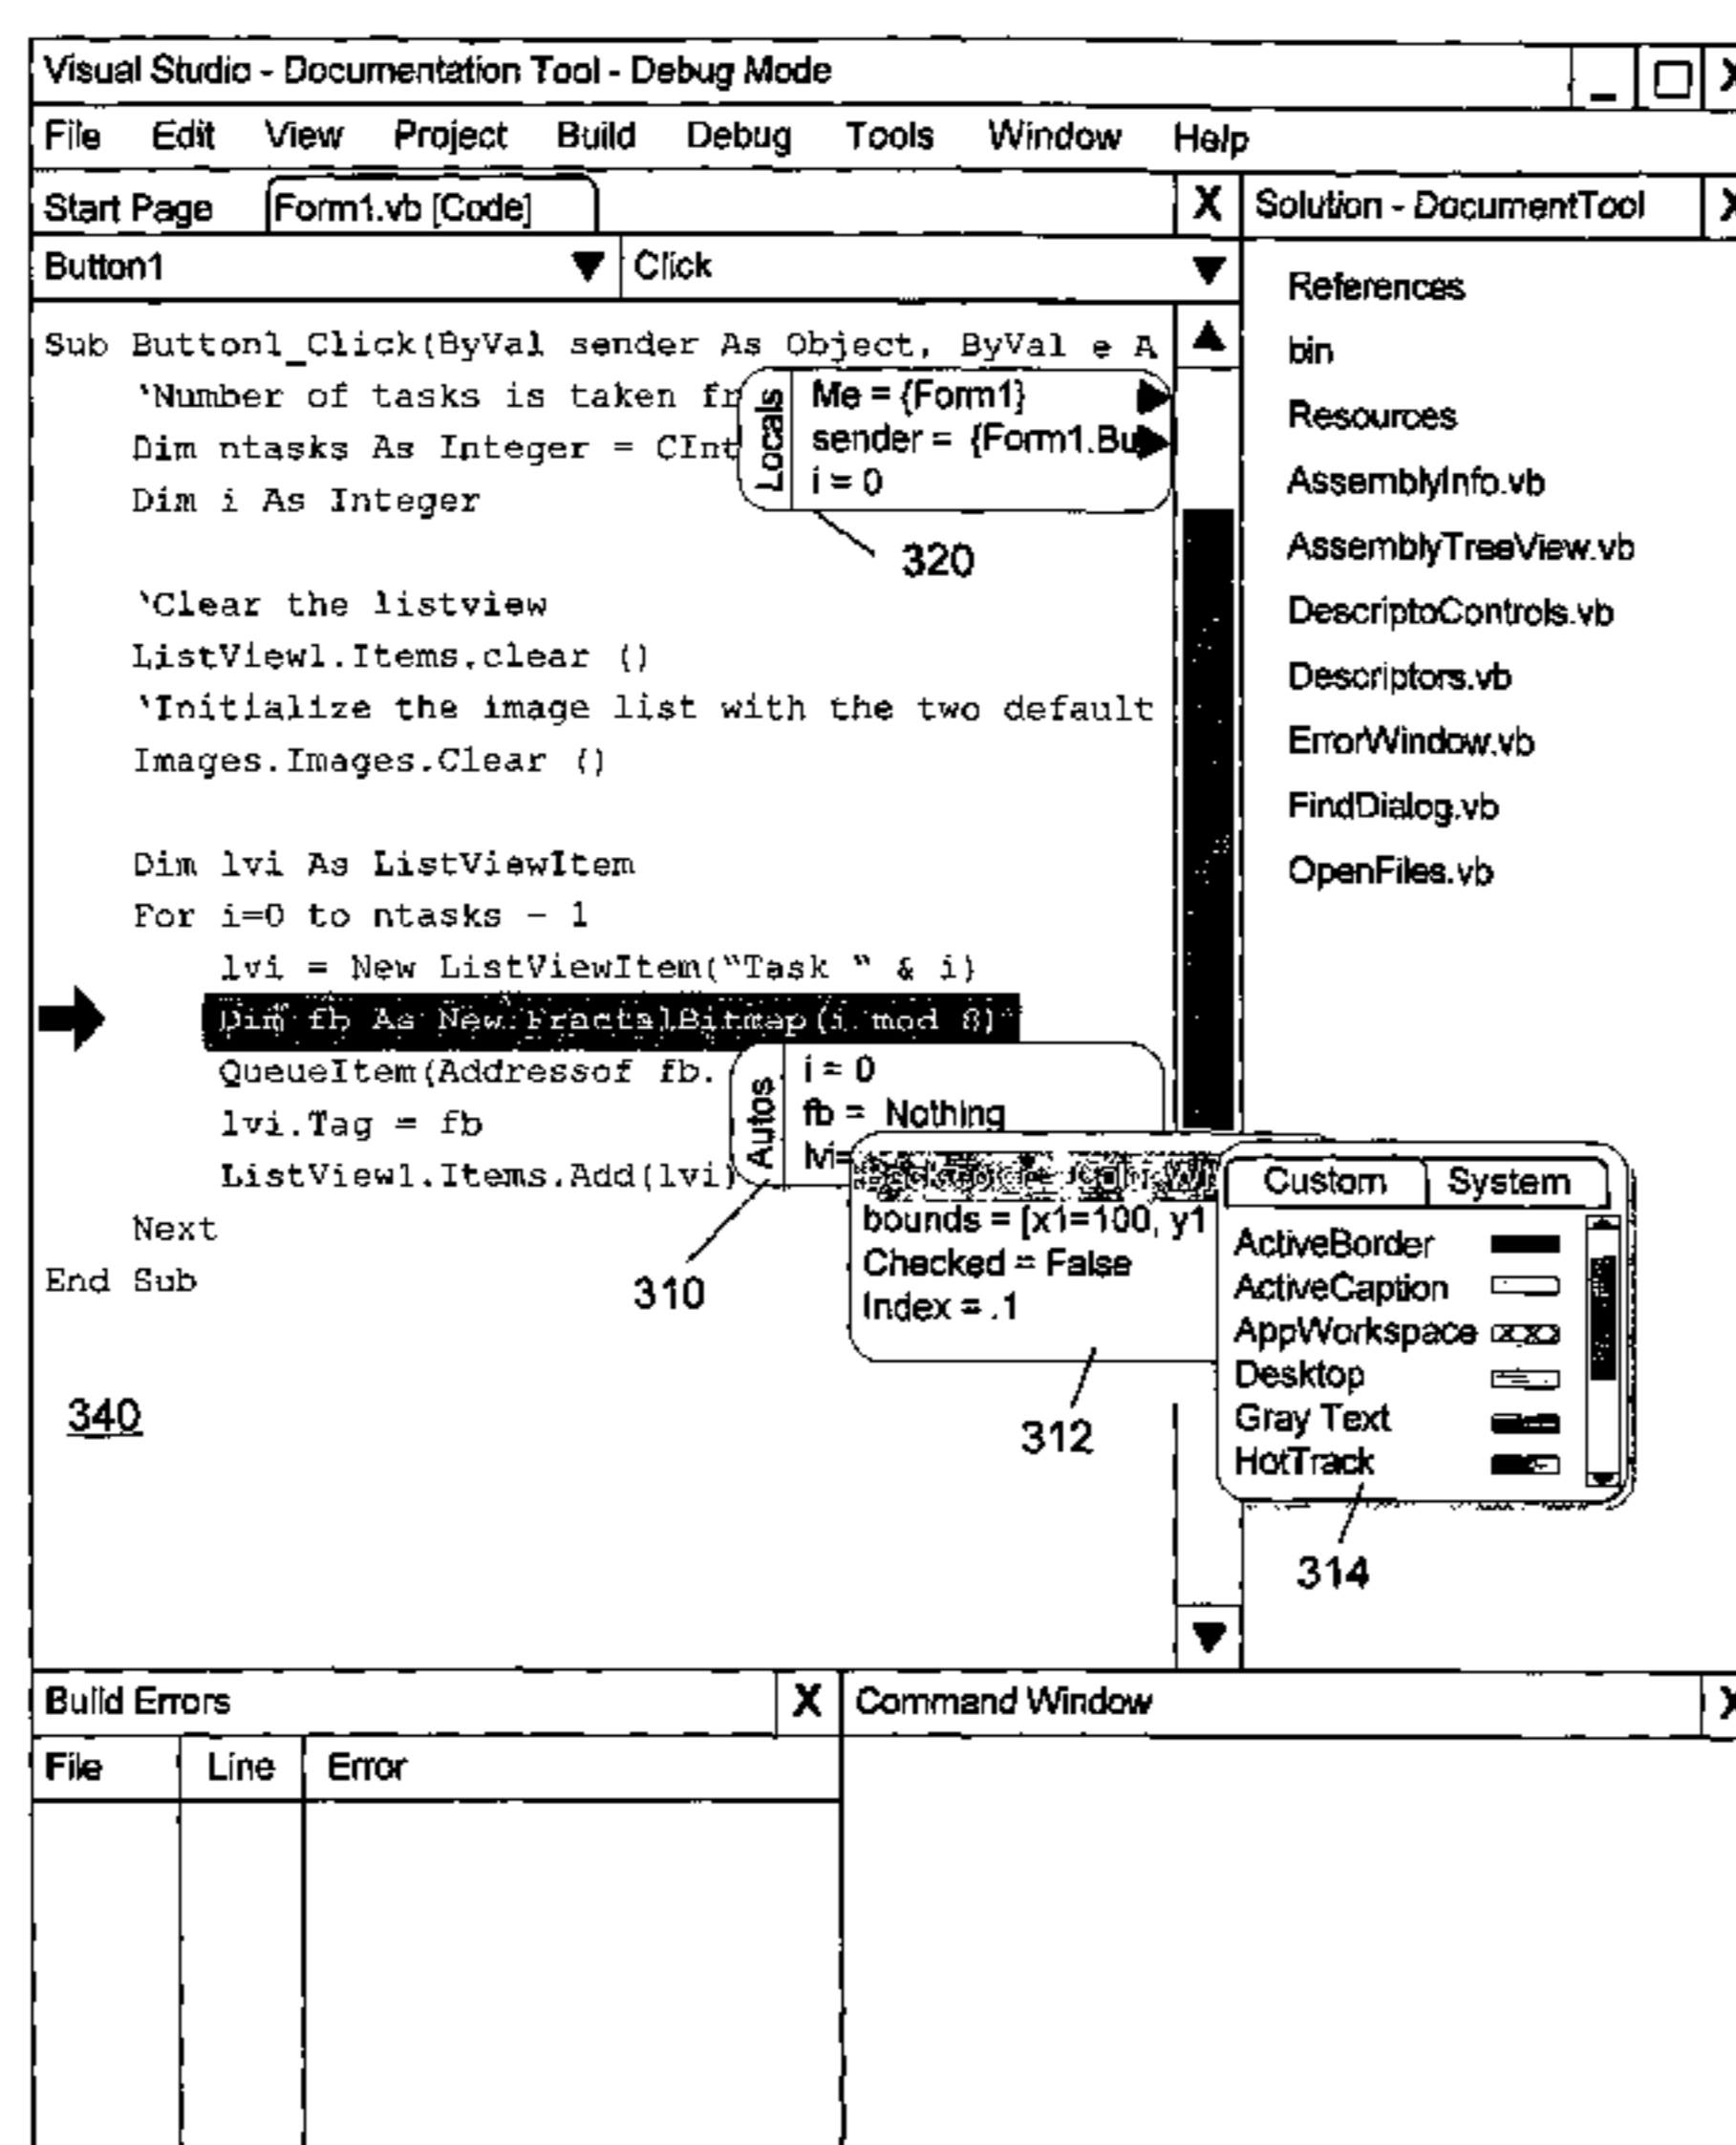 Visual Studio - Documentation Tool - Debug Mode
File Edit View Project Build Debug Tools Window Help
Start Page Form1.vb [Code] X
Solution - DocumentTool X
Button1 Click
Sub Button1_Click(ByVal sender As Object, ByVal e A
‘Number of tasks is taken fr
Dim ntasks As Integer = CInt
Dim i As Integer
‘Clear the listview
ListView1.Items.clear ()
‘Initialize the image list with the two default
Images.Images.Clear ()
Dim lvi As ListViewItem
For i=0 to ntasks – 1
lvi = New ListViewItem(“Task “ & i)
Dim fb As New FractalBitmap(i mod 8)
QueueItem(Addressof fb.
lvi.Tag = fb
ListView1.Items.Add(lvi)
Next
End Sub
340
Locals
Me = {Form1}
sender = {Form1.Bu
i = 0
320
Autos
i = 0
fb = Nothing
lvi=
310
bounds = [x1=100, y1
Checked = False
Index = .1
312
Custom System
ActiveBorder
ActiveCaption
AppWorkspace
Desktop
Gray Text
HotTrack
314
References
bin
Resources
AssemblyInfo.vb
AssemblyTreeView.vb
DescriptoControls.vb
Descriptors.vb
ErrorWindow.vb
FindDialog.vb
OpenFiles.vb
Build Errors X
File Line Error
Command Window X